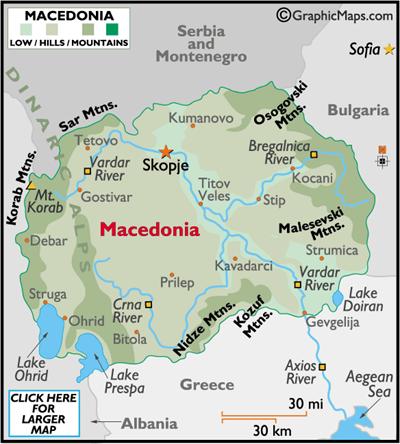 MACEDONIA
LOW / HILLS / MOUNTAINS
©GraphicMaps.com
Serbia
and
Montenegro
Sofia
DINARIC ALPS
Sar Mtns.
Kumanovo
Osogovski
Mtns.
Bulgaria
Tetovo
Skopje
Vardar
River
Bregalnica
River
Korab Mtns.
Mt.
Korab
Gostivar
Titov
Veles
Kocani
Stip
Macedonia
Malesevski
Mtns.
Debar
Strumica
Kavadarci
Vardar
River
Struga
Prilep
Crna
River
Lake
Doiran
Ohrid
Bitola
Nidze Mtns.
Kozuf
Mtns.
Gevgelija
Lake
Ohrid
Lake
Prespa
Axios
River
Greece
Aegean
Sea
CLICK HERE
FOR
LARGER
MAP
Albania
30 mi
30 km